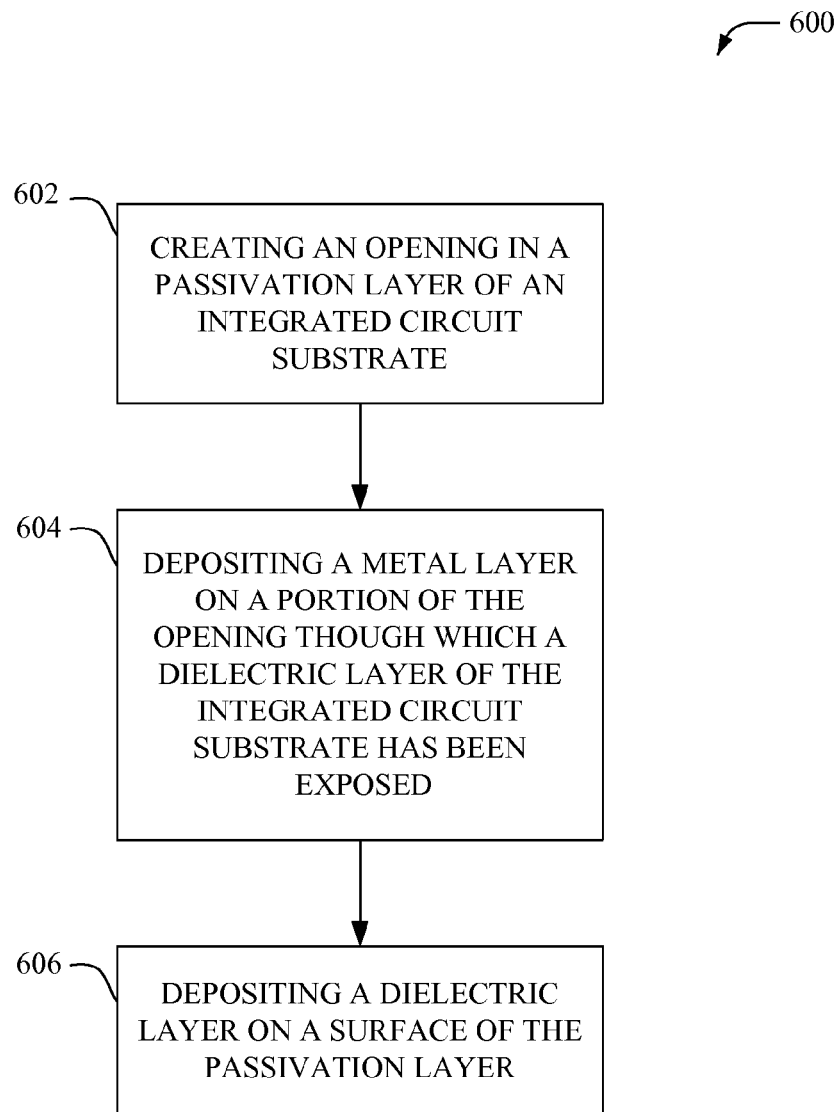 600
602
CREATING AN OPENING IN A
PASSIVATION LAYER OF AN
INTEGRATED CIRCUIT
SUBSTRATE
604
DEPOSITING A METAL LAYER
ON A PORTION OF THE
OPENING THOUGH WHICH A
DIELECTRIC LAYER OF THE
INTEGRATED CIRCUIT
SUBSTRATE HAS BEEN
EXPOSED
606
DEPOSITING A DIELECTRIC
LAYER ON A SURFACE OF THE
PASSIVATION LAYER